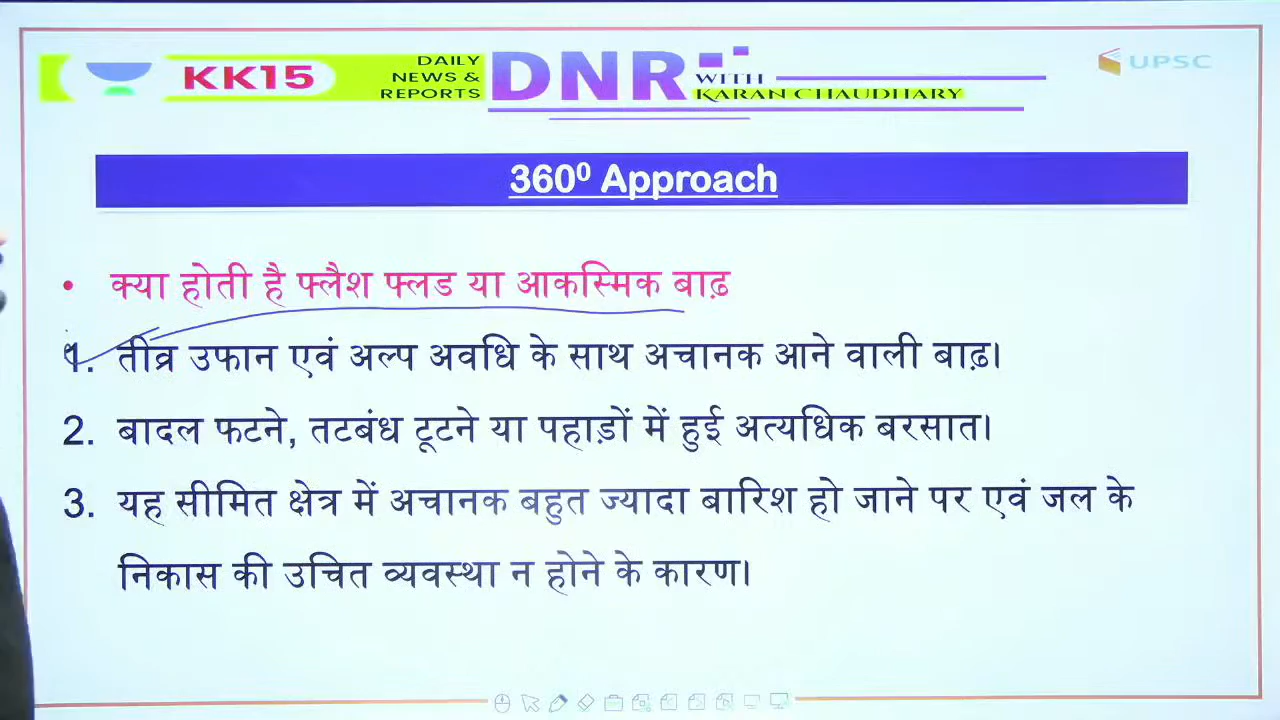 KK15
DAILY
NEWS &
REPORTS
DNR
WITH
KARAN CHAUDHARY
UPSC
360⁰ Approach
• क्या होती है फ्लैश फ्लड या आकस्मिक बाढ़
1. तीव्र उफान एवं अल्प अवधि के साथ अचानक आने वाली बाढ़।
2. बादल फटने, तटबंध टूटने या पहाड़ों में हुई अत्यधिक बरसात।
3. यह सीमित क्षेत्र में अचानक बहुत ज्यादा बारिश हो जाने पर एवं जल के
निकास की उचित व्यवस्था न होने के कारण।